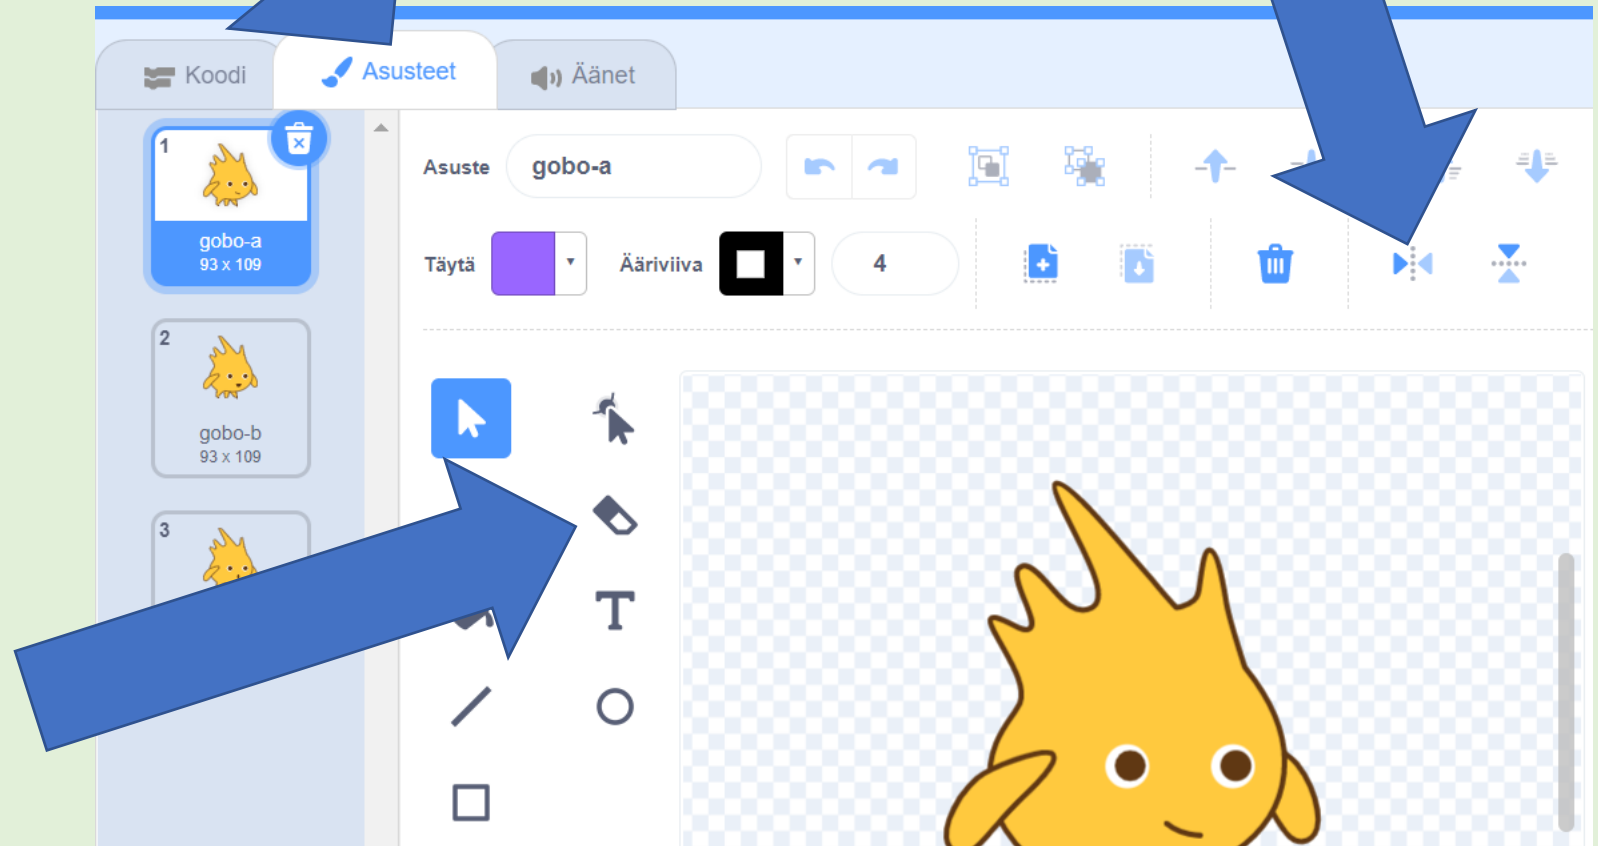 Koodi
Asusteet
Äänet
1
gobo-a
93 x 109
2
gobo-b
93 x 109
3
Asuste
gobo-a
Täytä
Ääriviiva
4
T